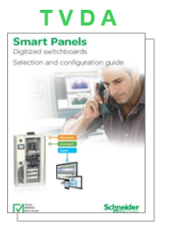 TVDA
Smart Panels
Digitized switchboards
Selection and configuration guide
Schneider